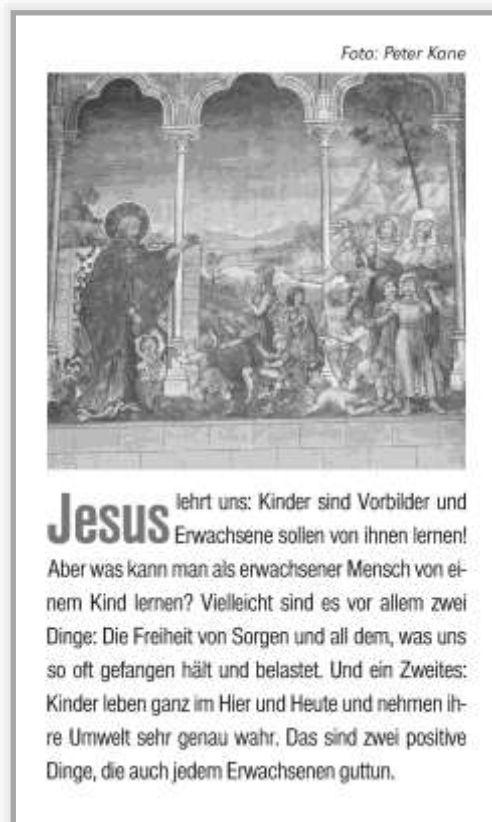 Foto: Peter Kane
Jesus lehrt uns: Kinder sind Vorbilder und
Erwachsene sollen von ihnen lernen!
Aber was kann man als erwachsener Mensch von ei-
nem Kind lernen? Vielleicht sind es vor allem zwei
Dinge: Die Freiheit von Sorgen und all dem, was uns
so oft gefangen hält und belastet. Und ein Zweites:
Kinder leben ganz im Hier und Heute und nehmen ih-
re Umwelt sehr genau wahr. Das sind zwei positive
Dinge, die auch jedem Erwachsenen guttun.